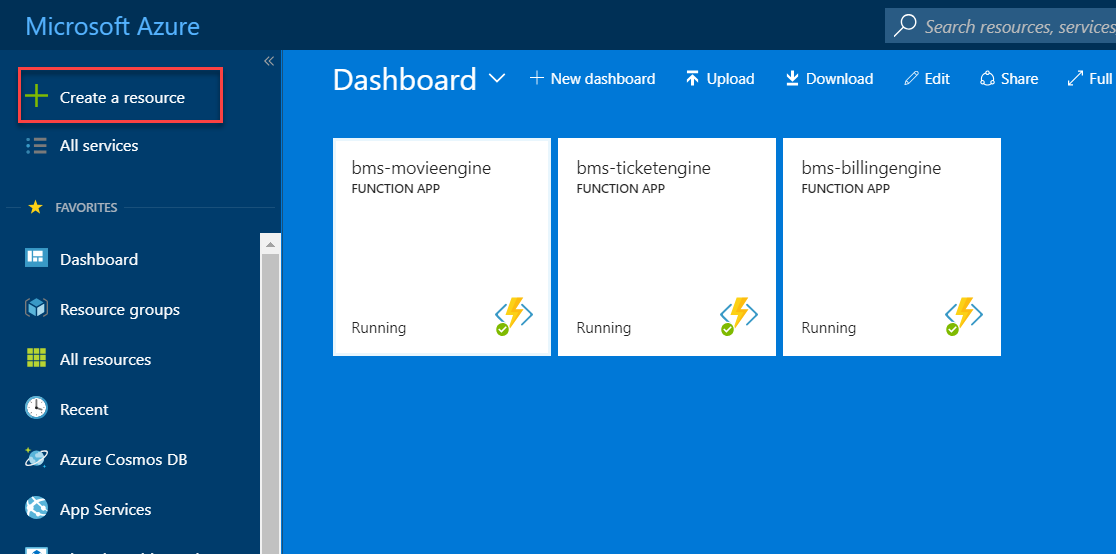 Microsoft Azure
Search resources, services
Create a resource
All services
FAVORITES
Dashboard
Resource groups
All resources
Recent
Azure Cosmos DB
App Services
Dashboard
New dashboard
Upload
Download
Edit
Share
Full
bms-movieengine
FUNCTION APP
Running
bms-ticketengine
FUNCTION APP
Running
bms-billingengine
FUNCTION APP
Running